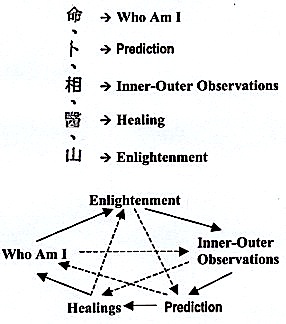 命 → Who Am I
、
卜 → Prediction
、
相 → Inner-Outer Observations
、
醫 → Healing
、
山 → Enlightenment
Enlightenment
Who Am I
Inner-Outer
Observations
Healings
Prediction